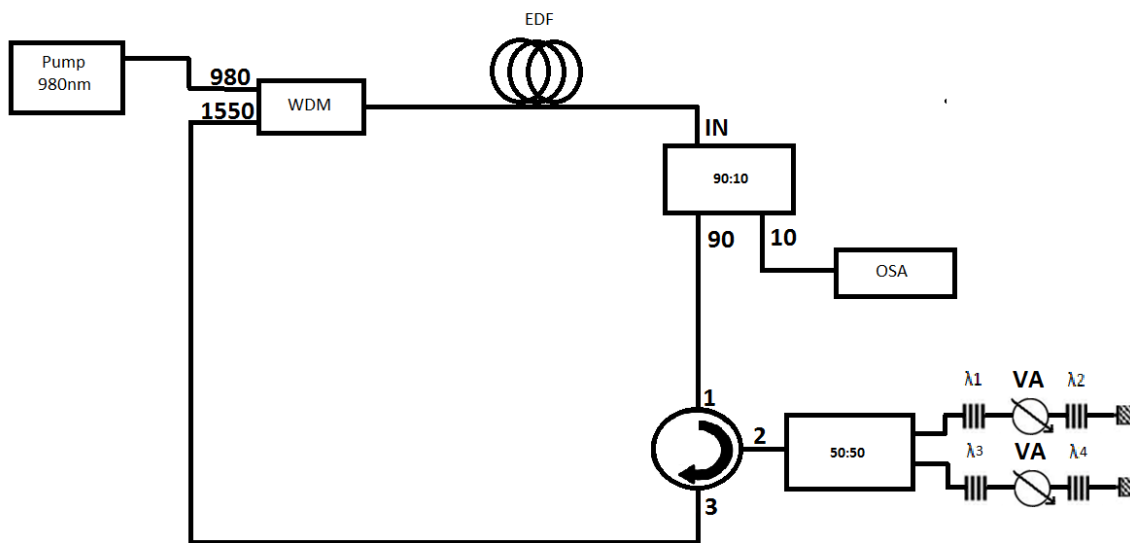 EDF
Pump
980nm
980
1550
WDM
IN
90:10
90
10
OSA
λ1
VA
λ2
1
2
50:50
λ3
VA
λ4
3